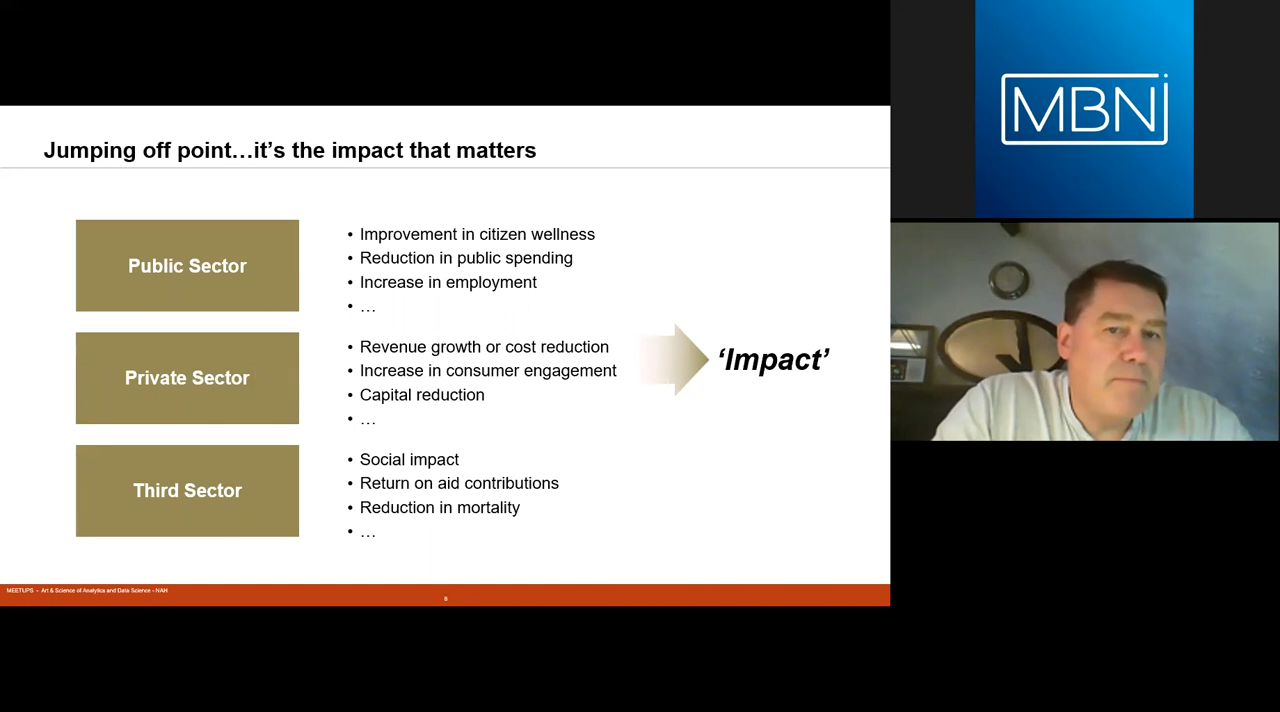 Jumping off point…it’s the impact that matters
Public Sector
• Improvement in citizen wellness
• Reduction in public spending
• Increase in employment
• …
Private Sector
• Revenue growth or cost reduction
• Increase in consumer engagement
• Capital reduction
• …
Third Sector
• Social impact
• Return on aid contributions
• Reduction in mortality
• …
‘Impact’
MEETUPS - Art & Science of Analytics and Data Science - NAH
6
MBN